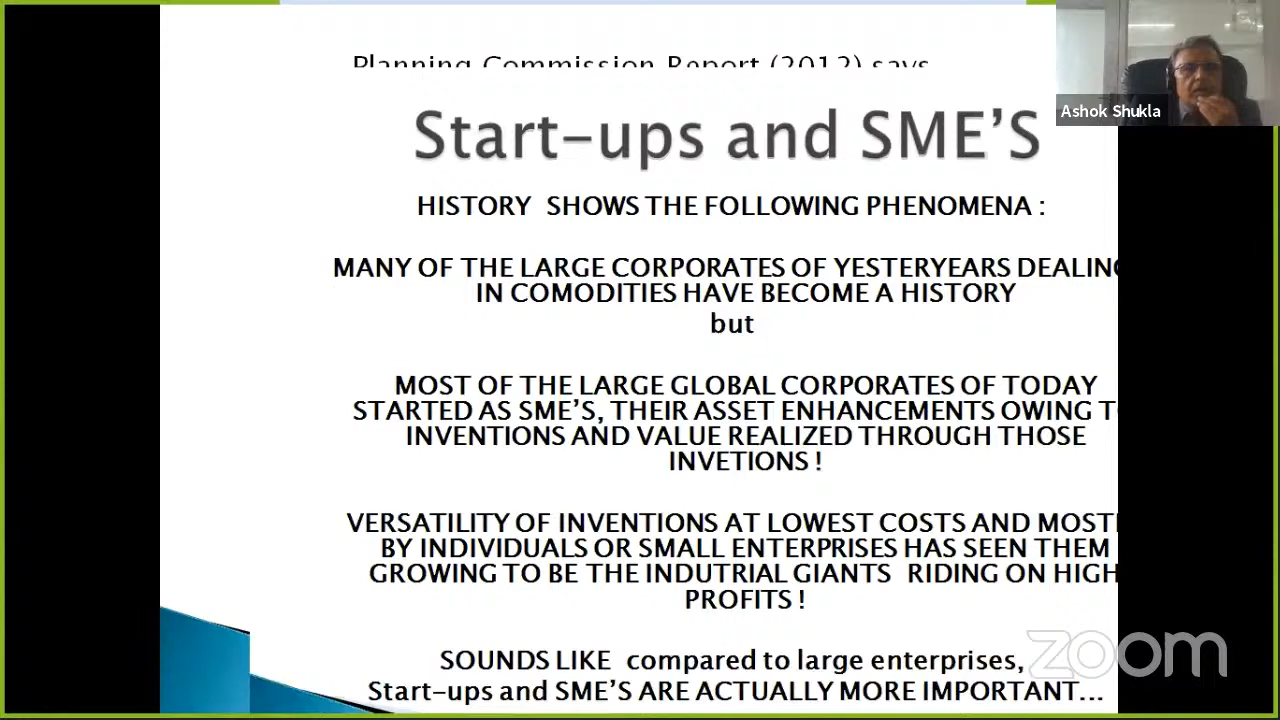 Planning Commission Report (2012) says
Ashok Shukla
Start-ups and SME'S
HISTORY SHOWS THE FOLLOWING PHENOMENA :
MANY OF THE LARGE CORPORATES OF YESTERYEARS DEALING
IN COMODITIES HAVE BECOME A HISTORY
but
MOST OF THE LARGE GLOBAL CORPORATES OF TODAY
STARTED AS SME'S, THEIR ASSET ENHANCEMENTS OWING TO
INVENTIONS AND VALUE REALIZED THROUGH THOSE
INVETIONS !
VERSATILITY OF INVENTIONS AT LOWEST COSTS AND
BY INDIVIDUALS OR SMALL ENTERPRISES HAS SEEN THEM
GROWING TO BE THE INDUTRIAL GIANTS RIDING ON HIGH
PROFITS !
SOUNDS LIKE compared to large enterprises,
Start-ups and SME'S ARE ACTUALLY MORE IMPORTANT...
zoom